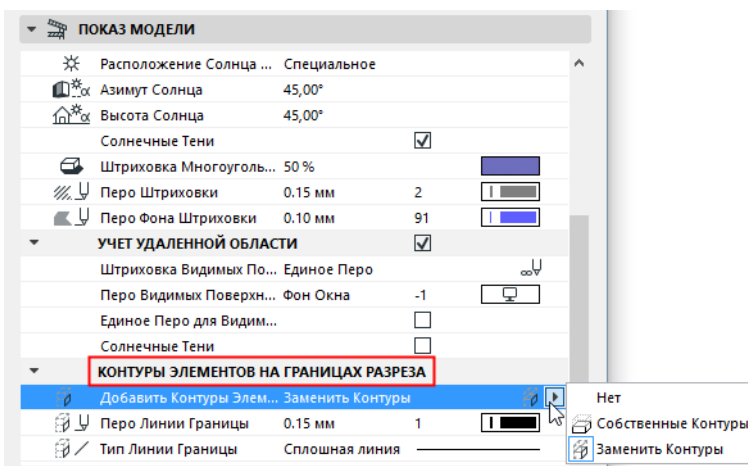 ПОКАЗ МОДЕЛИ
Расположение Солнца ... Специальное
Азимут Солнца 45,00°
Высота Солнца 45,00°
Солнечные Тени
Штриховка Многоуголь... 50 %
Перо Штриховки 0.15 мм 2
Перо Фона Штриховки 0.10 мм 91
УЧЕТ УДАЛЕННОЙ ОБЛАСТИ
Штриховка Видимых По... Единое Перо
Перо Видимых Поверхн... Фон Окна -1
Единое Перо для Видим...
Солнечные Тени
КОНТУРЫ ЭЛЕМЕНТОВ НА ГРАНИЦАХ РАЗРЕЗА
Добавить Контуры Элем... Заменить Контуры
Перо Линии Границы 0.15 мм 1
Тип Линии Границы Сплошная линия
Нет
Собственные Контуры
Заменить Контуры